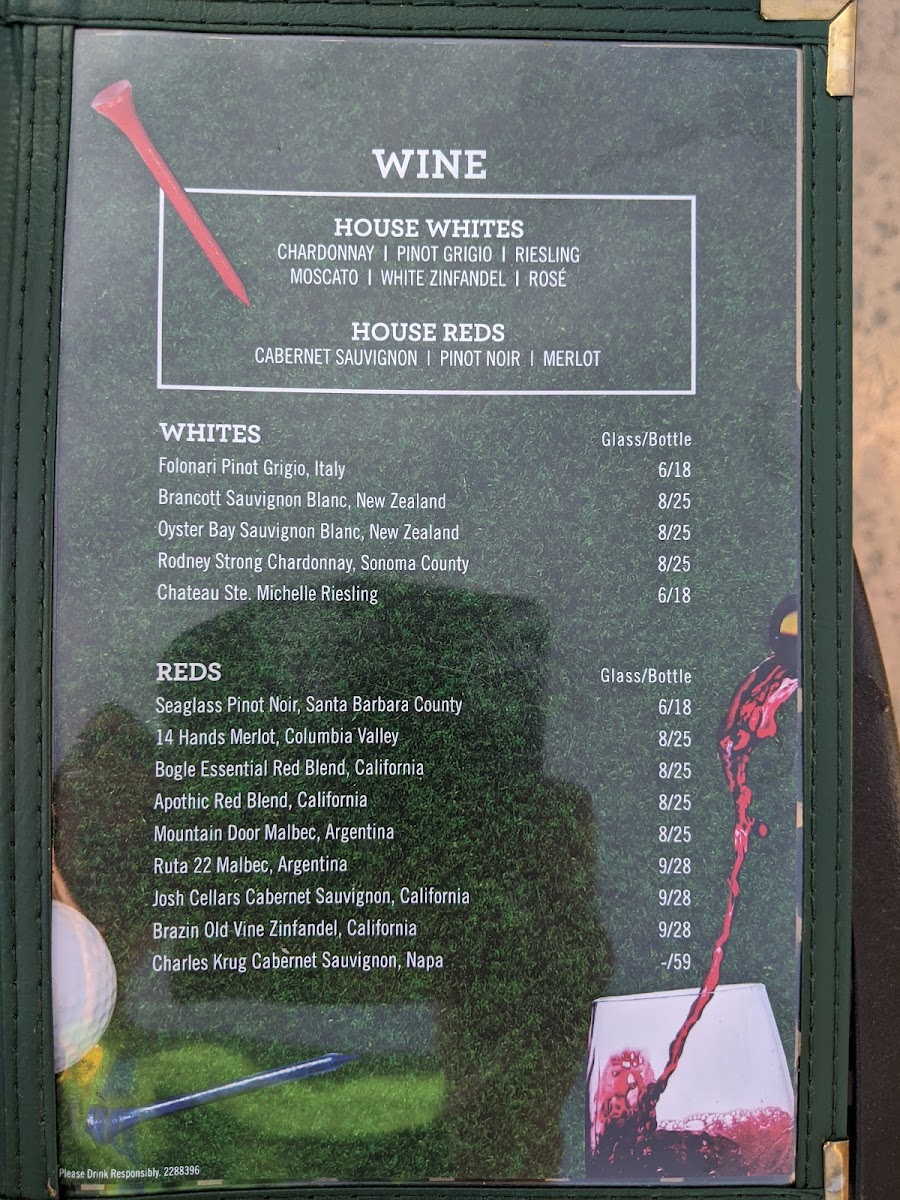 WINE
HOUSE WHITES
CHARDONNAY | PINOT GRIGIO | RIESLING
MOSCATO | WHITE ZINFANDEL | ROSÉ
HOUSE REDS
CABERNET SAUVIGNON | PINOT NOIR | MERLOT
WHITES Glass/Bottle
Folonari Pinot Grigio, Italy 6/18
Brancott Sauvignon Blanc, New Zealand 8/25
Oyster Bay Sauvignon Blanc, New Zealand 8/25
Rodney Strong Chardonnay, Sonoma County 8/25
Chateau Ste. Michelle Riesling 6/18
REDS Glass/Bottle
Seaglass Pinot Noir, Santa Barbara County 6/18
14 Hands Merlot, Columbia Valley 8/25
Bogle Essential Red Blend, California 8/25
Apothic Red Blend, California 8/25
Mountain Door Malbec, Argentina 8/25
Ruta 22 Malbec, Argentina 9/28
Josh Cellars Cabernet Sauvignon, California 9/28
Brazin Old Vine Zinfandel, California 9/28
Charles Krug Cabernet Sauvignon, Napa -/59
Please Drink Responsibly. 2288396